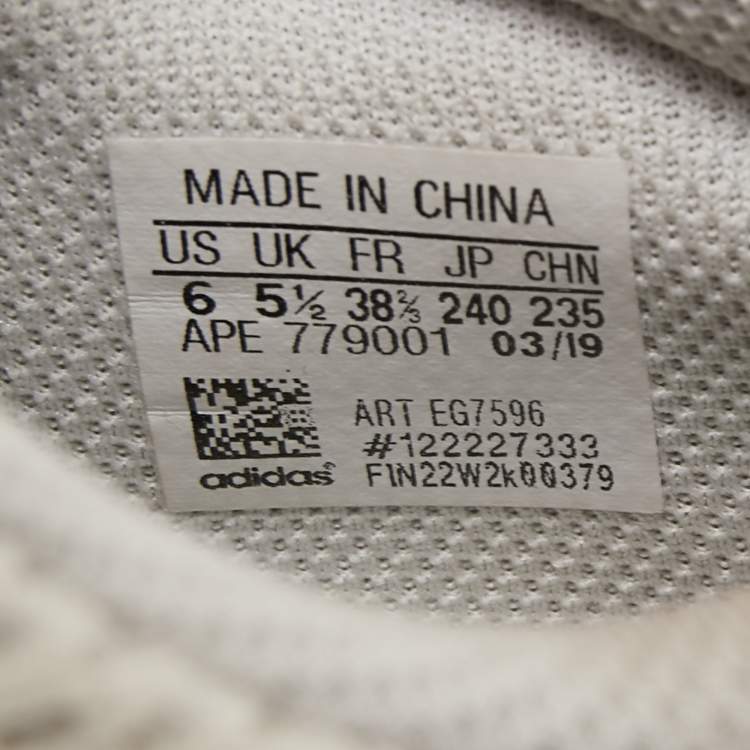 MADE IN CHINA
US UK FR JP CHN
6 5½ 38⅔ 240 235
APE 779001 03/19
ART EG7596
#122227333
adidas® F1N22W2k00379